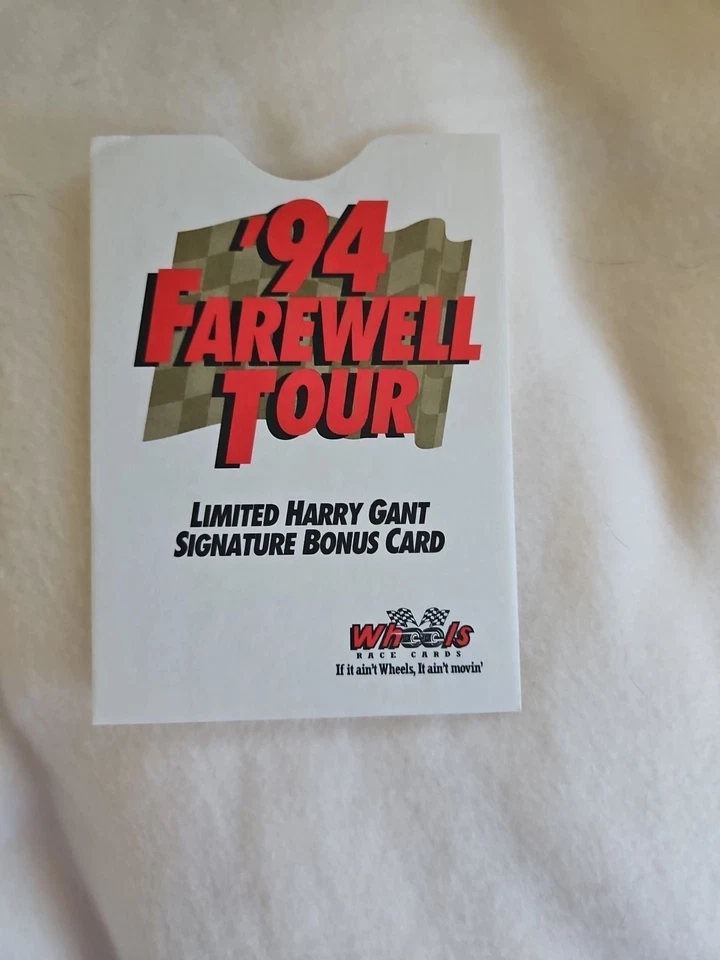 '94
FAREWELL
TOUR
LIMITED HARRY GANT
SIGNATURE BONUS CARD
Wheels
RACE CARDS
If it ain't Wheels, It ain't movin'